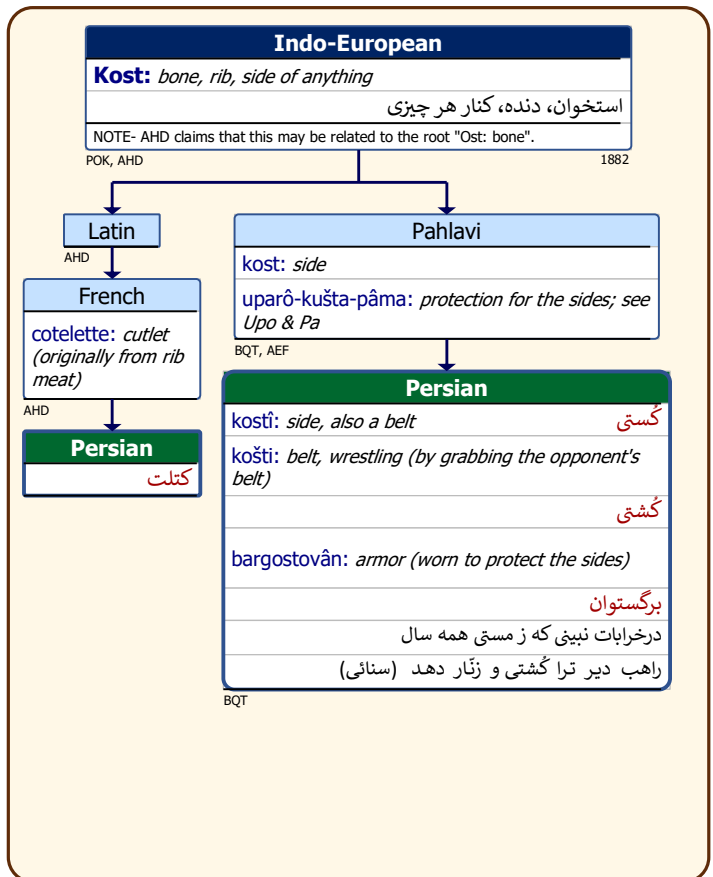 Indo-European
Kost: bone, rib, side of anything
استخوان، دنده، کنار هر چیزی
NOTE- AHD claims that this may be related to the root "Ost: bone".
POK, AHD 1882
Latin
AHD
French
cotelette: cutlet
(originally from rib
meat)
AHD
Persian
کتلت
Pahlavi
kost: side
uparô-kušta-pâma: protection for the sides; see
Upo & Pa
BQT, AEF
Persian
kostî: side, also a belt کُستی
košti: belt, wrestling (by grabbing the opponent's
belt)
کُشتی
bargostovân: armor (worn to protect the sides)
برگستوان
درخرابات نبینی که ز مستی همه سال
راهب دیر ترا کُشتی و زنّار دهد (سنائی)
BQT